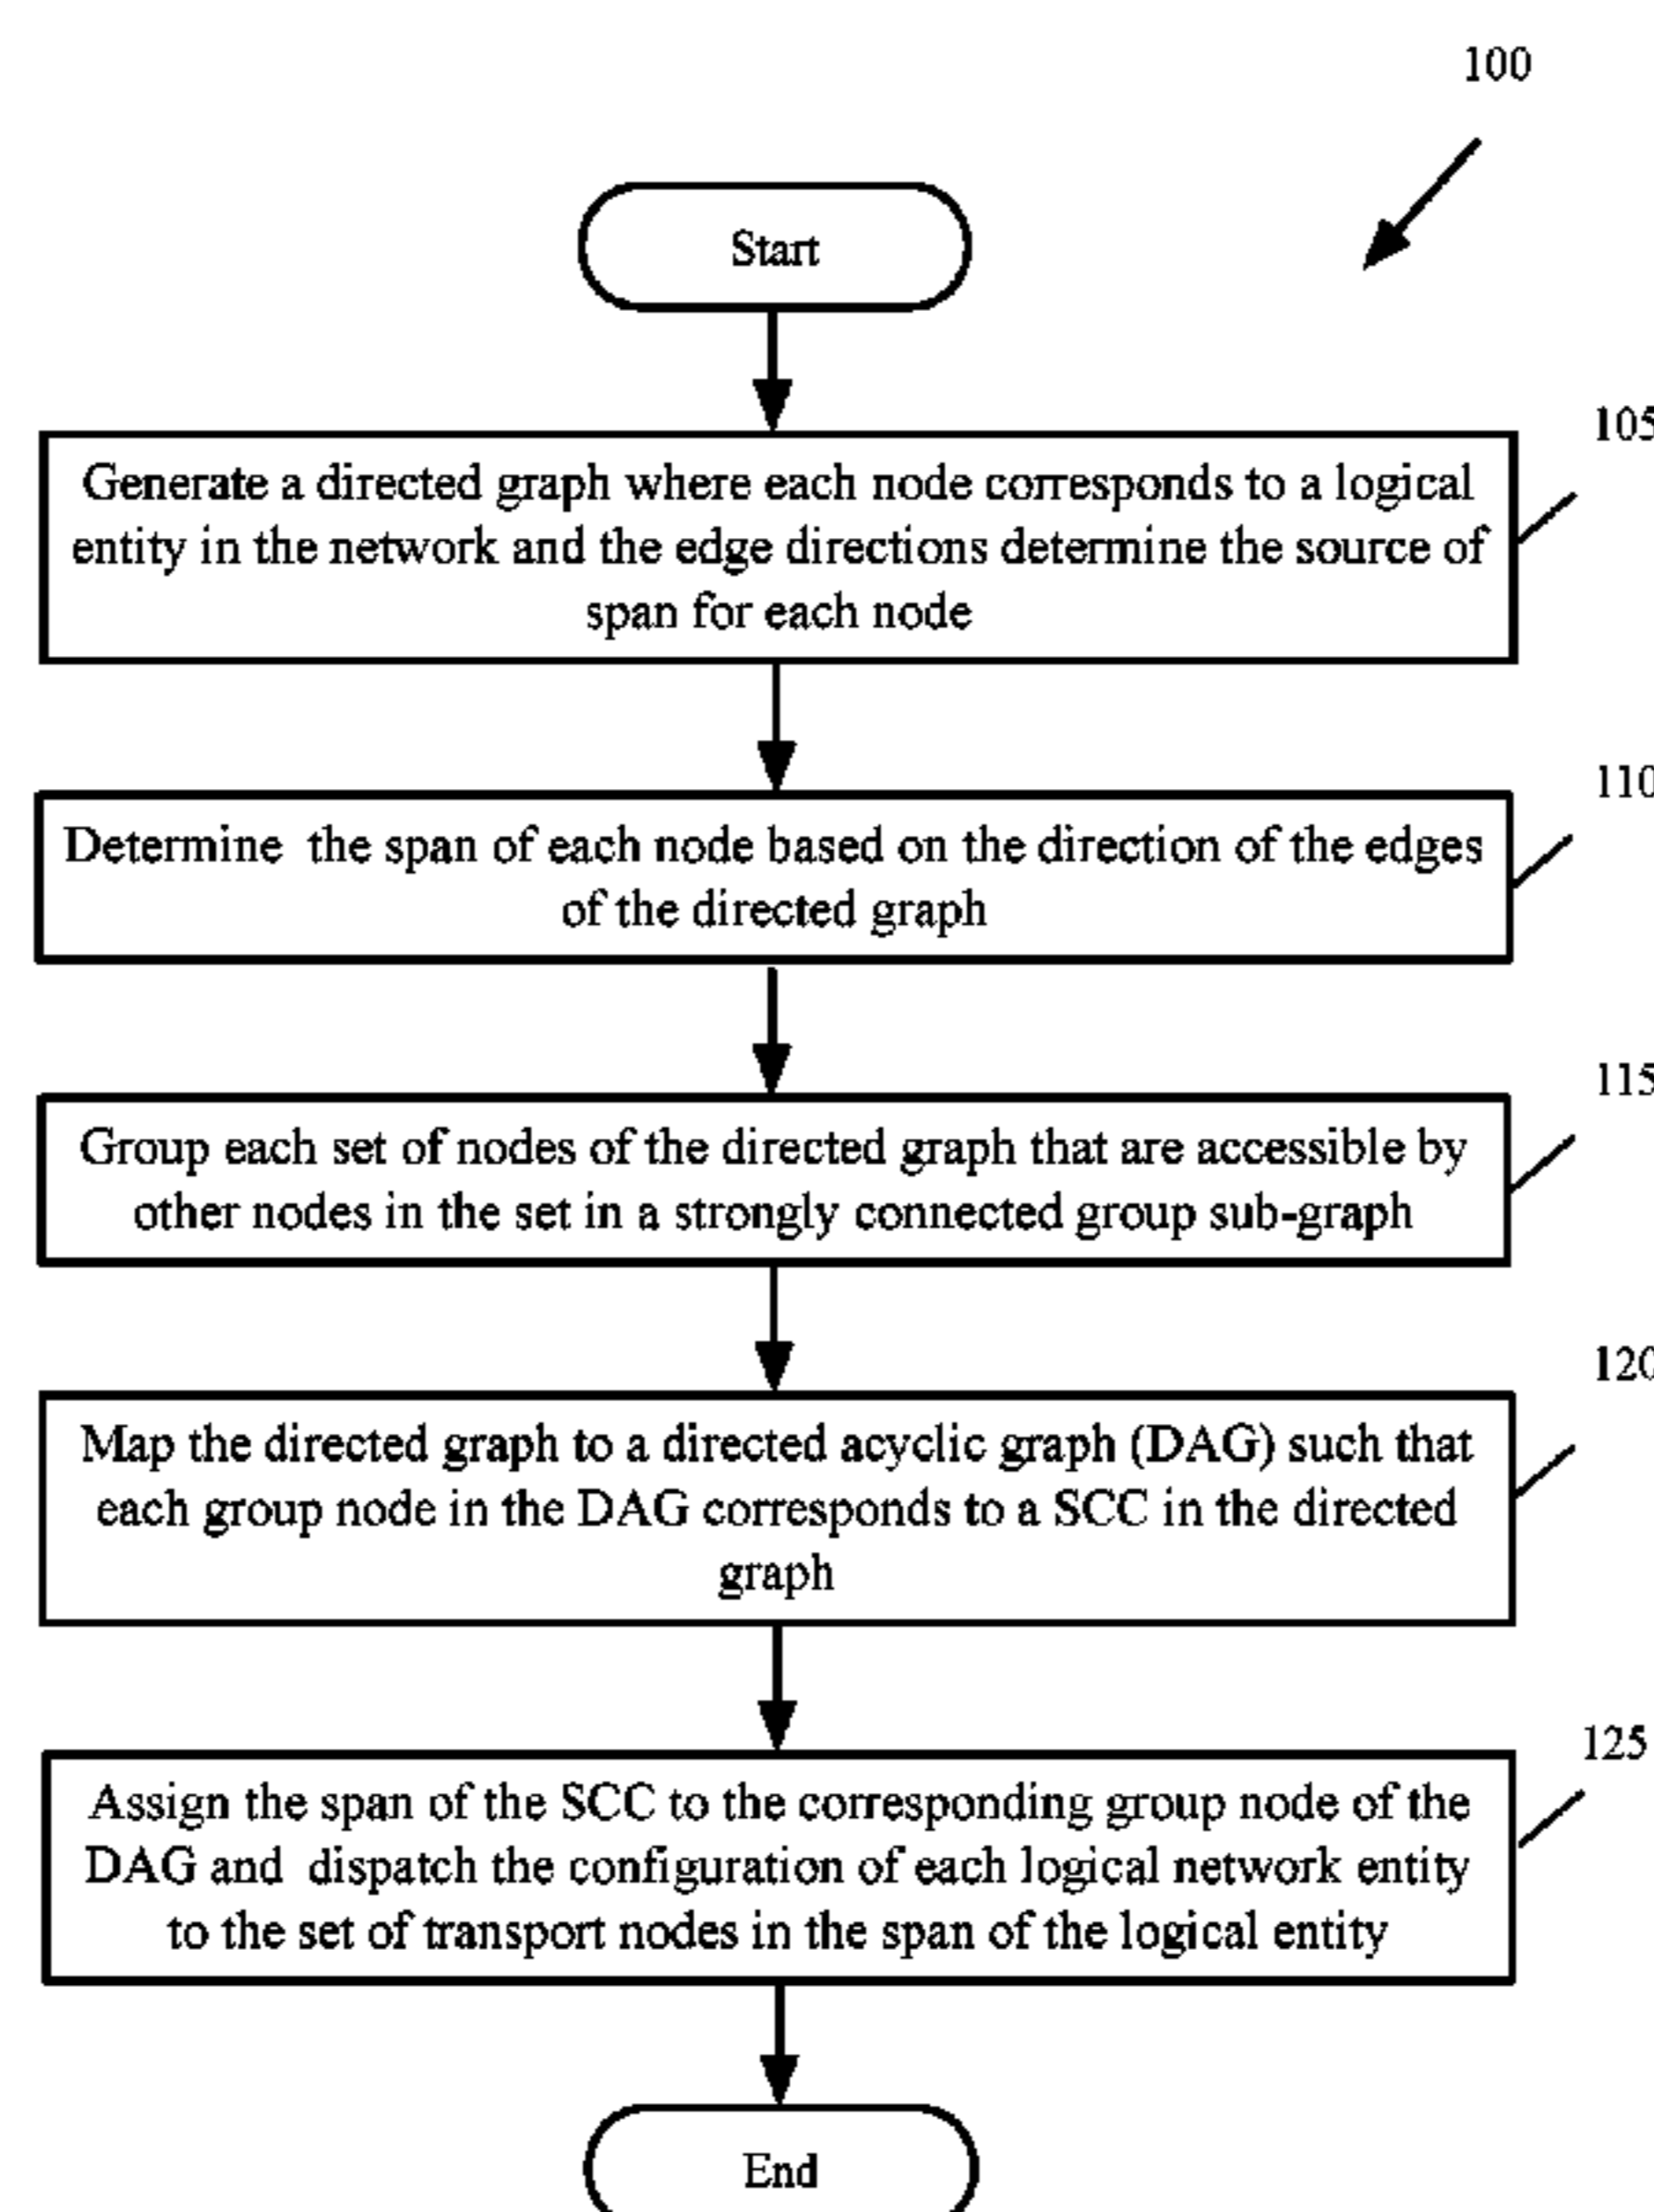 100
Start
105
Generate a directed graph where each node corresponds to a logical
entity in the network and the edge directions determine the source of
span for each node
110
Determine the span of each node based on the direction of the edges
of the directed graph
115
Group each set of nodes of the directed graph that are accessible by
other nodes in the set in a strongly connected group sub-graph
120
Map the directed graph to a directed acyclic graph (DAG) such that
each group node in the DAG corresponds to a SCC in the directed
graph
125
Assign the span of the SCC to the corresponding group node of the
DAG and dispatch the configuration of each logical network entity
to the set of transport nodes in the span of the logical entity
End